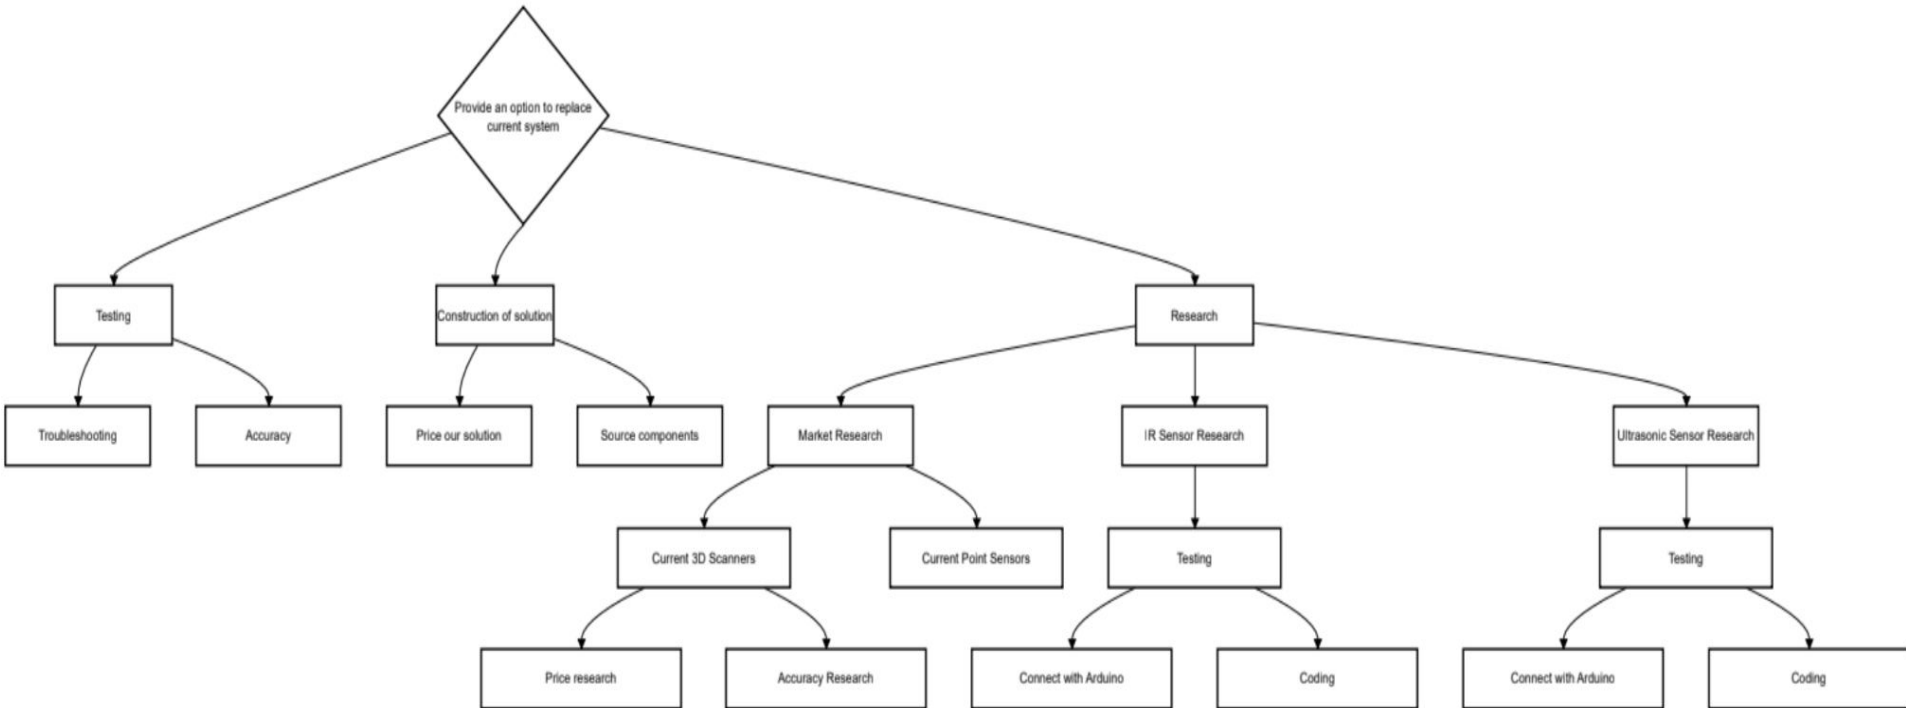 Provide an option to replace
current system
Testing
Construction of solution
Research
Troubleshooting
Accuracy
Price our solution
Source components
Market Research
IR Sensor Research
Ultrasonic Sensor Research
Current 3D Scanners
Current Point Sensors
Testing
Testing
Price research
Accuracy Research
Connect with Arduino
Coding
Connect with Arduino
Coding